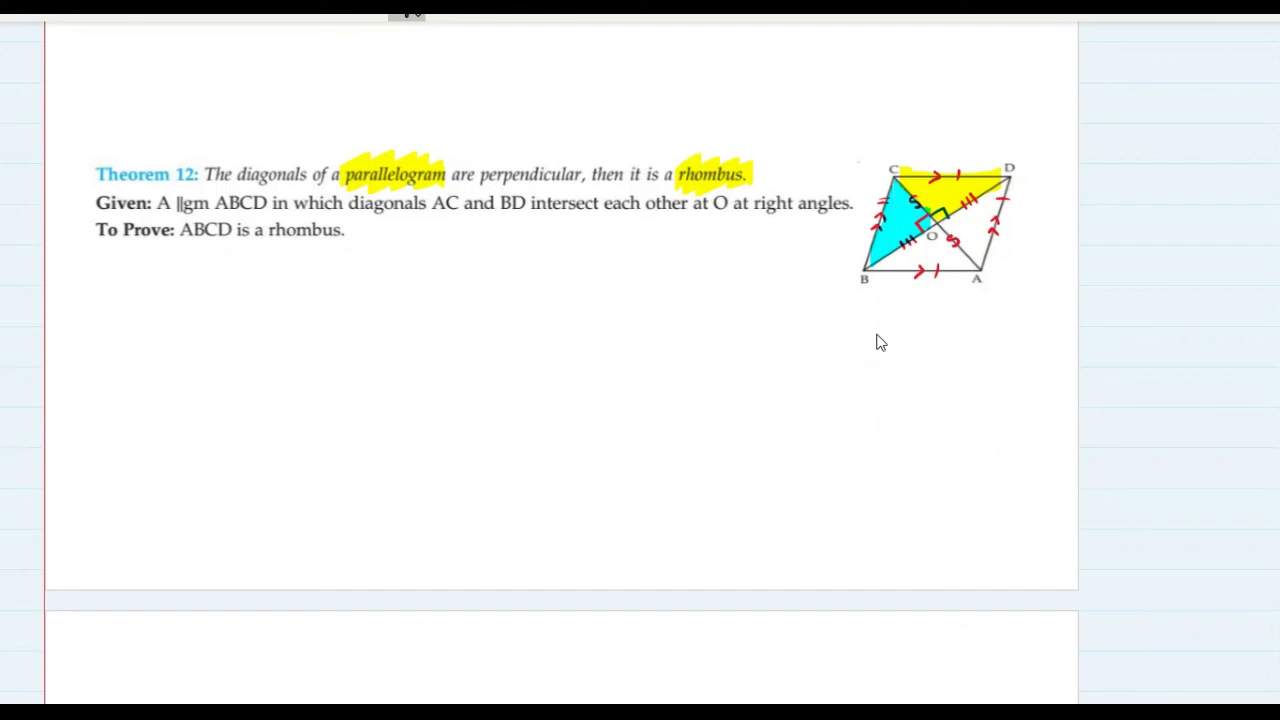 Theorem 12: The diagonals of a parallelogram are perpendicular, then it is a rhombus.
Given: A ||gm ABCD in which diagonals AC and BD intersect each other at O at right angles.
To Prove: ABCD is a rhombus.
C D
S
O S
B A